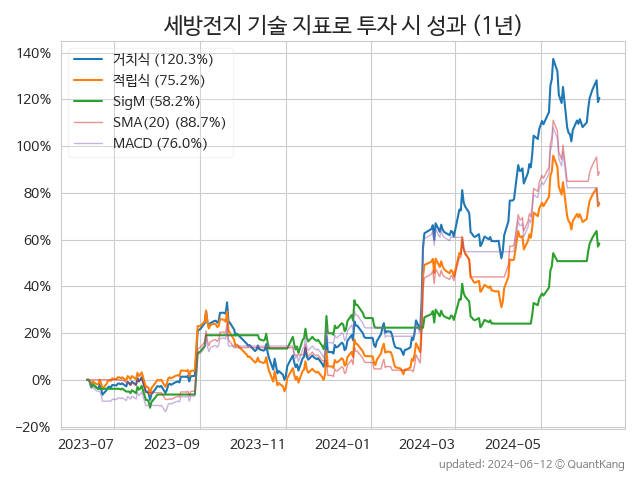 세방전지 기술 지표로 투자 시 성과 (1년)
140%
120%
100%
80%
60%
40%
20%
0%
−20%
거치식 (120.3%)
적립식 (75.2%)
SigM (58.2%)
SMA(20) (88.7%)
MACD (76.0%)
2023-07 2023-09 2023-11 2024-01 2024-03 2024-05
updated: 2024-06-12 © QuantKang